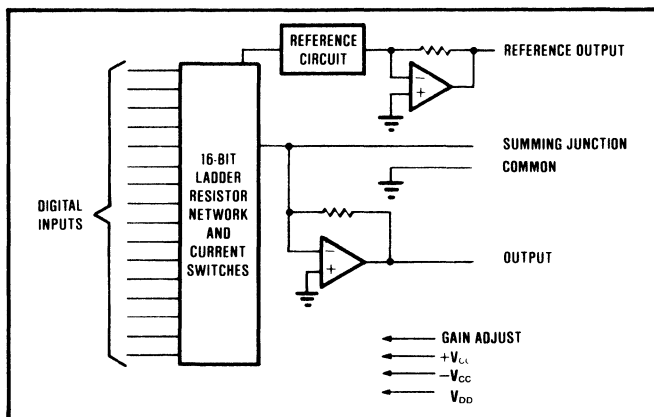 REFERENCE
CIRCUIT
REFERENCE OUTPUT
−
+
16-BIT
LADDER
RESISTOR
NETWORK
AND
CURRENT
SWITCHES
SUMMING JUNCTION
COMMON
DIGITAL
INPUTS
−
+
OUTPUT
GAIN ADJUST
+VCC
−VCC
VDD